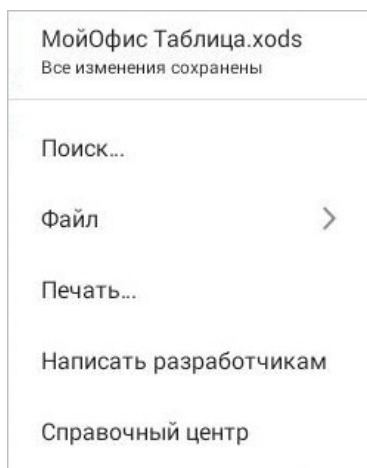 МойОфис Таблица.xods
Все изменения сохранены
Поиск...
Файл
Печать...
Написать разработчикам
Справочный центр